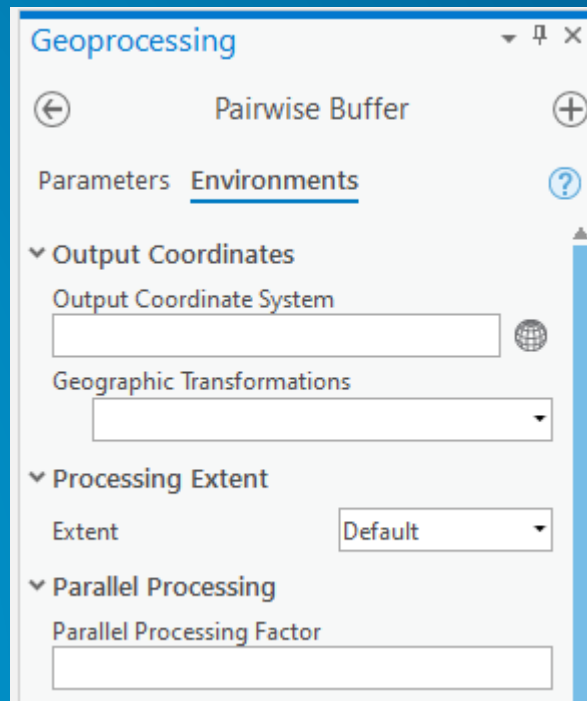 Geoprocessing
Pairwise Buffer
Parameters Environments
?
Output Coordinates
Output Coordinate System
Geographic Transformations
Processing Extent
Extent Default
Parallel Processing
Parallel Processing Factor